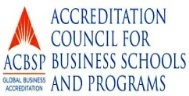 ACBSP
GLOBAL BUSINESS
ACCREDITATION
ACCREDITATION
COUNCIL FOR
BUSINESS SCHOOLS
AND PROGRAMS